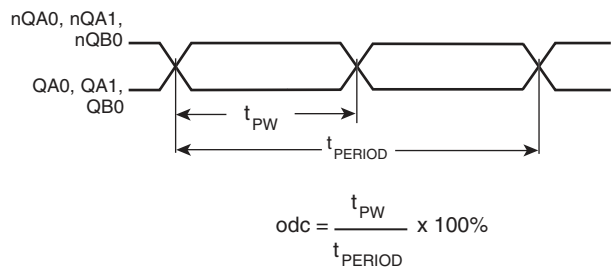 nQA0, nQA1,
nQB0
QA0, QA1,
QB0
tPW
tPERIOD
odc = tPW / tPERIOD x 100%